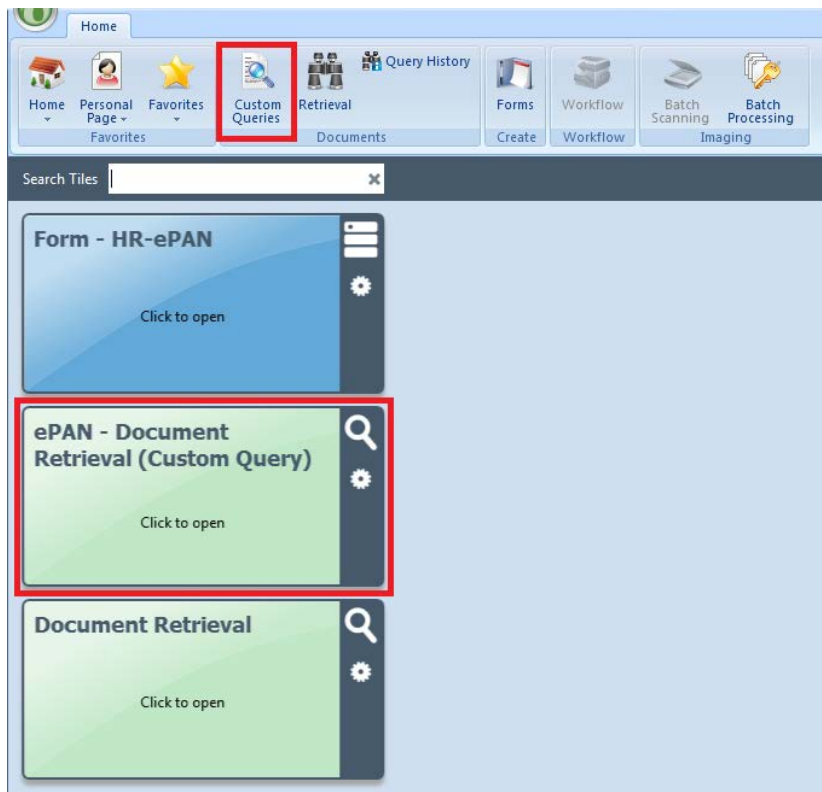 Home
Home
Personal
Page
Favorites
Favorites
Custom
Queries
Retrieval
Query History
Documents
Forms
Create
Workflow
Workflow
Batch
Scanning
Batch
Processing
Imaging
Search Tiles
Form - HR-ePAN
Click to open
ePAN - Document
Retrieval (Custom Query)
Click to open
Document Retrieval
Click to open